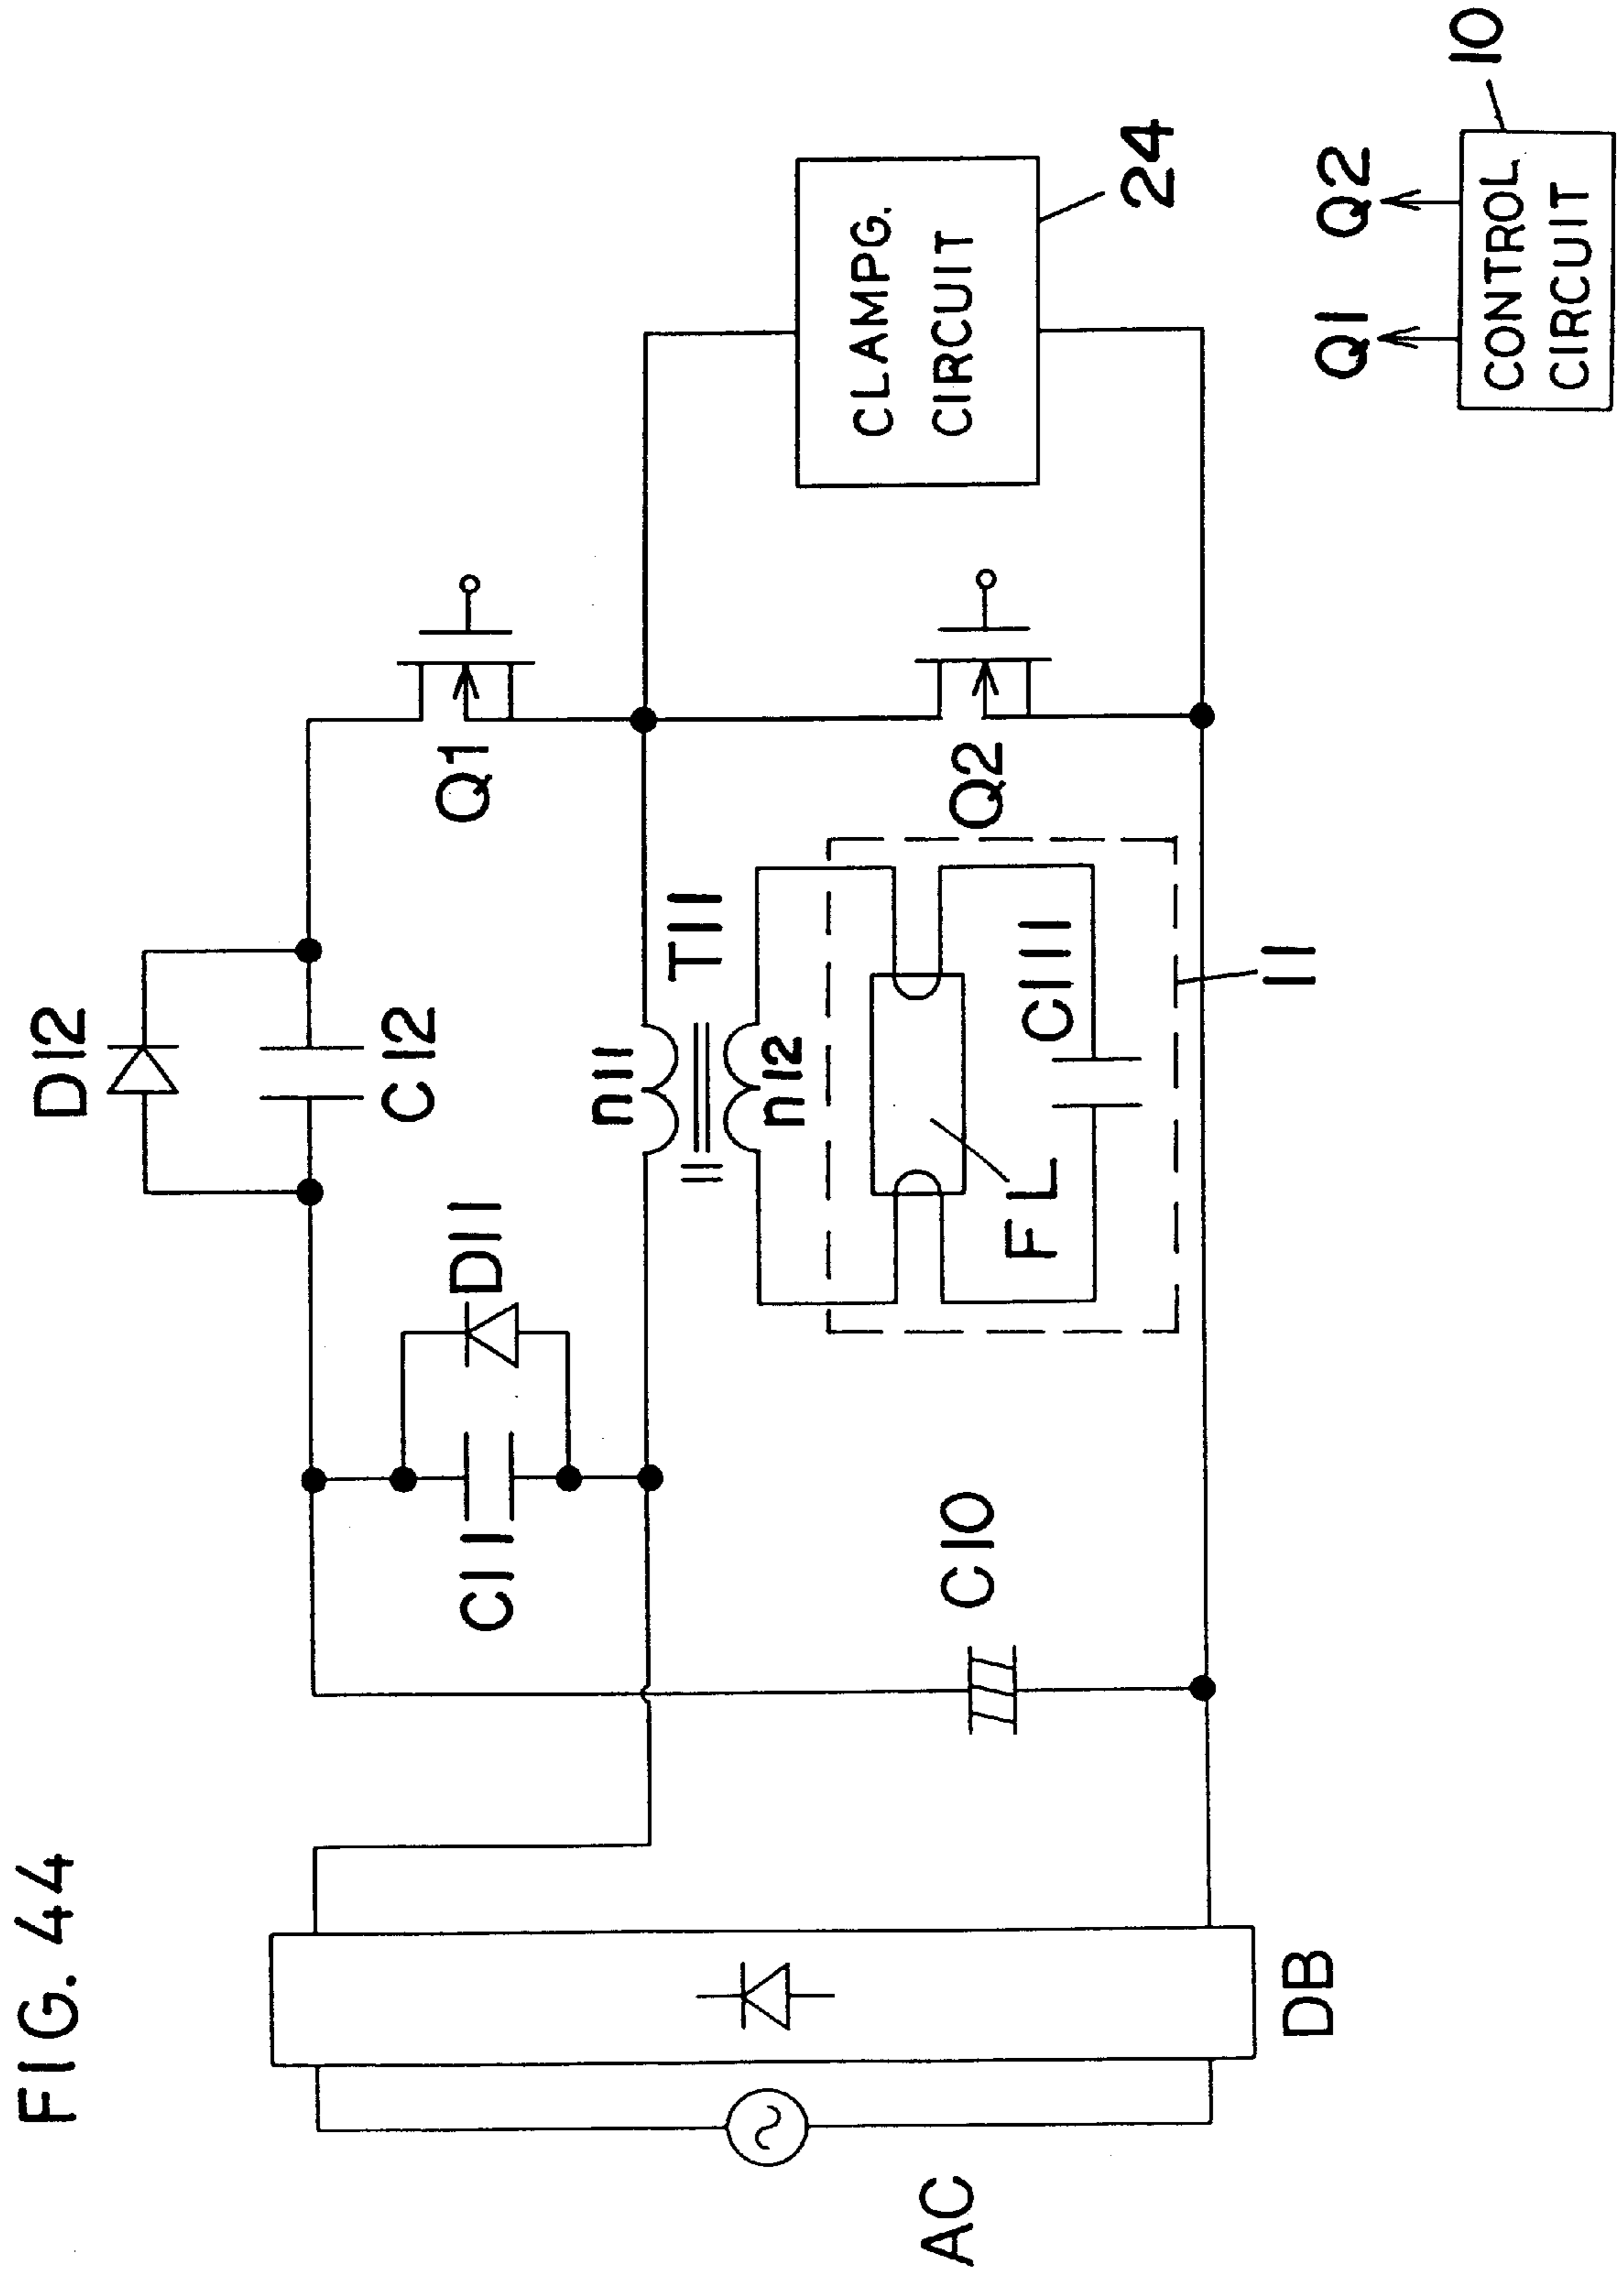 FIG. 44
D12
C12
D11
C11
Q1
n11
T11
n12
CLAMPG.
CIRCUIT
24
Q2
C111
FL
11
C10
AC
DB
Q1
Q2
CONTROL
CIRCUIT
10